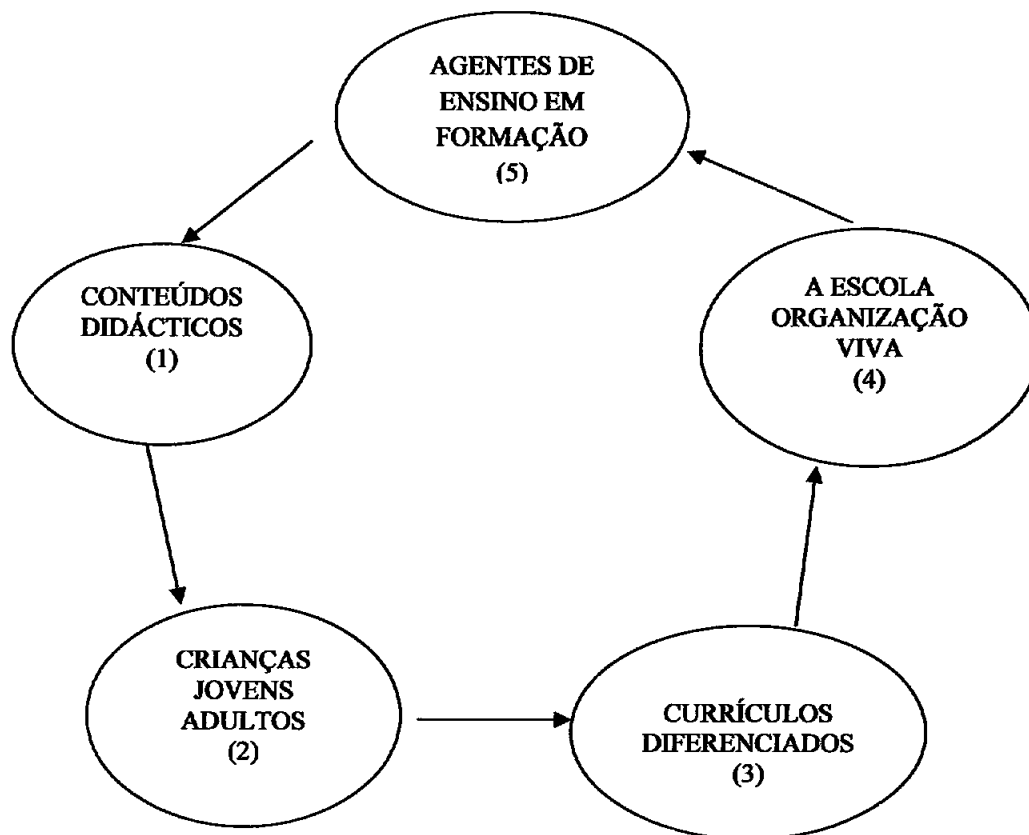 AGENTES DE
ENSINO EM
FORMAÇÃO
(5)
CONTEÚDOS
DIDÁCTICOS
(1)
A ESCOLA
ORGANIZAÇÃO
VIVA
(4)
CRIANÇAS
JOVENS
ADULTOS
(2)
CURRÍCULOS
DIFERENCIADOS
(3)